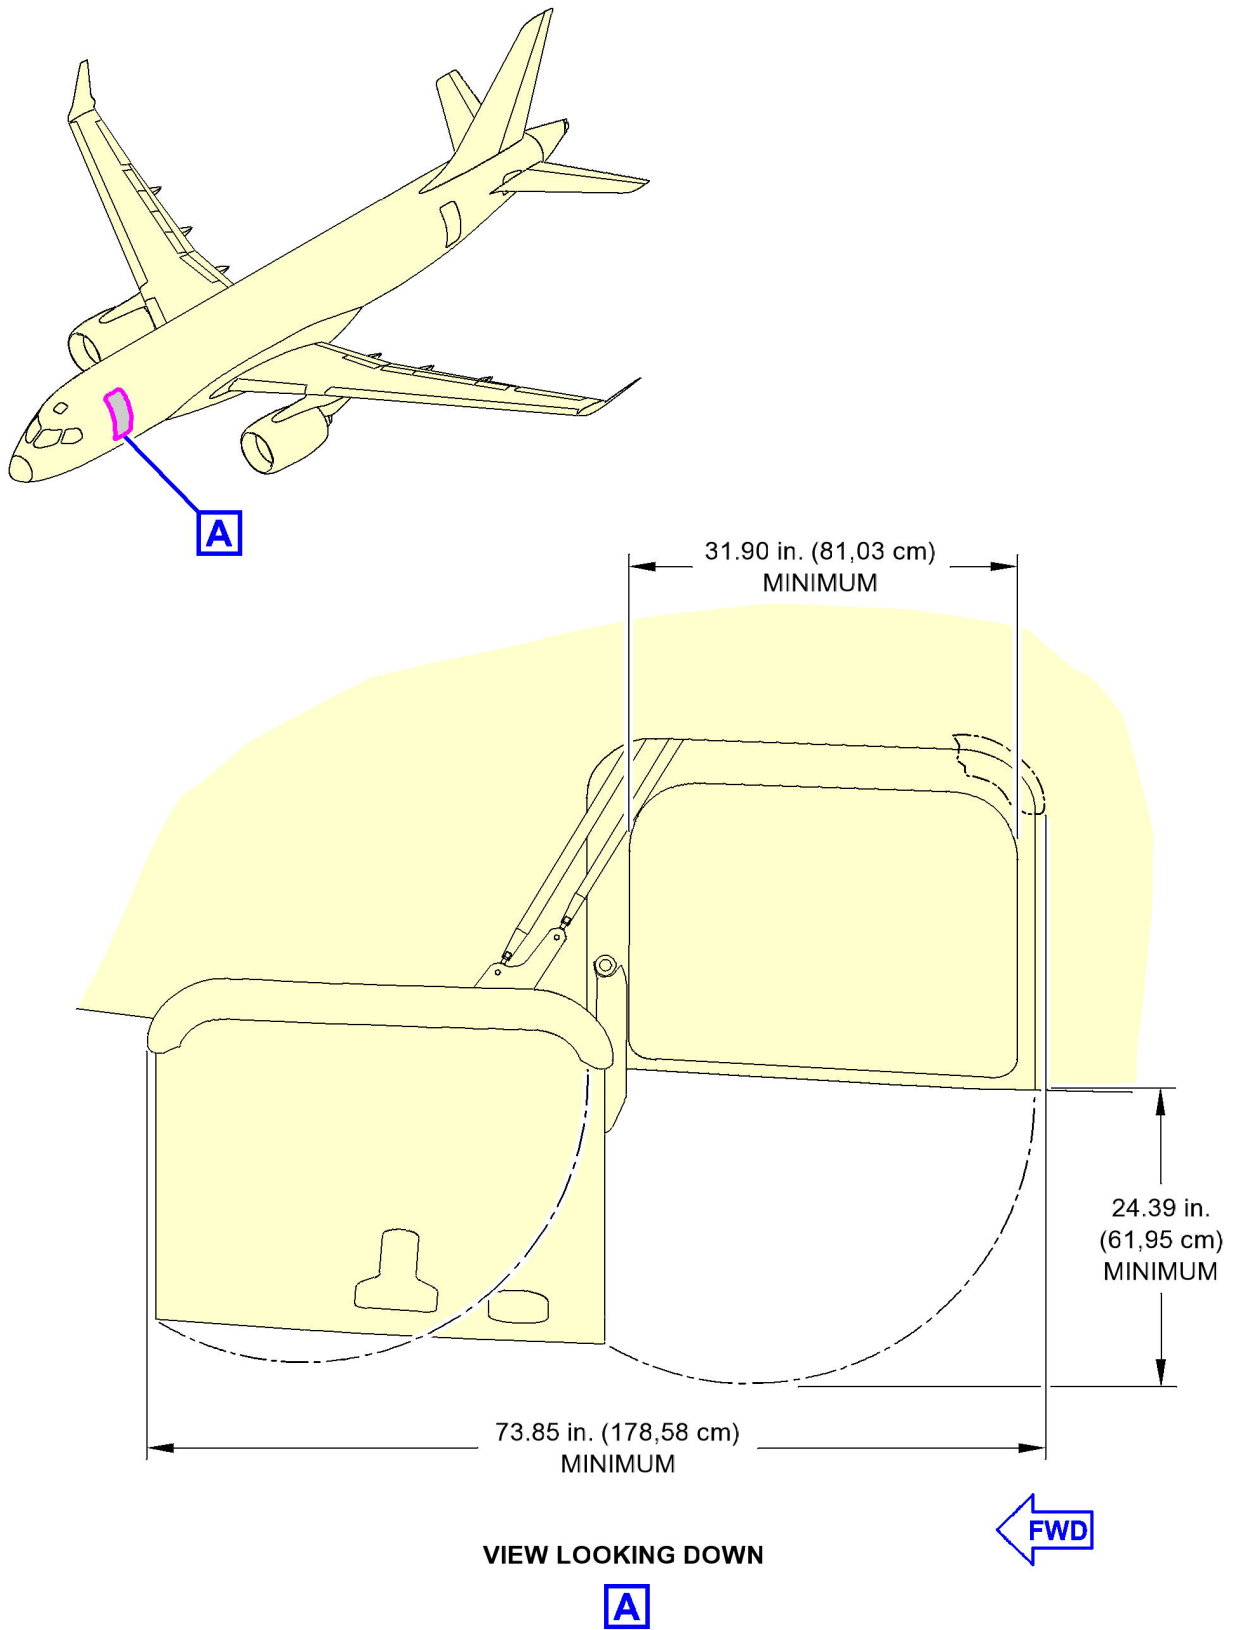 A
31.90 in. (81,03 cm)
MINIMUM
24.39 in.
(61,95 cm)
MINIMUM
73.85 in. (178,58 cm)
MINIMUM
FWD
VIEW LOOKING DOWN
A